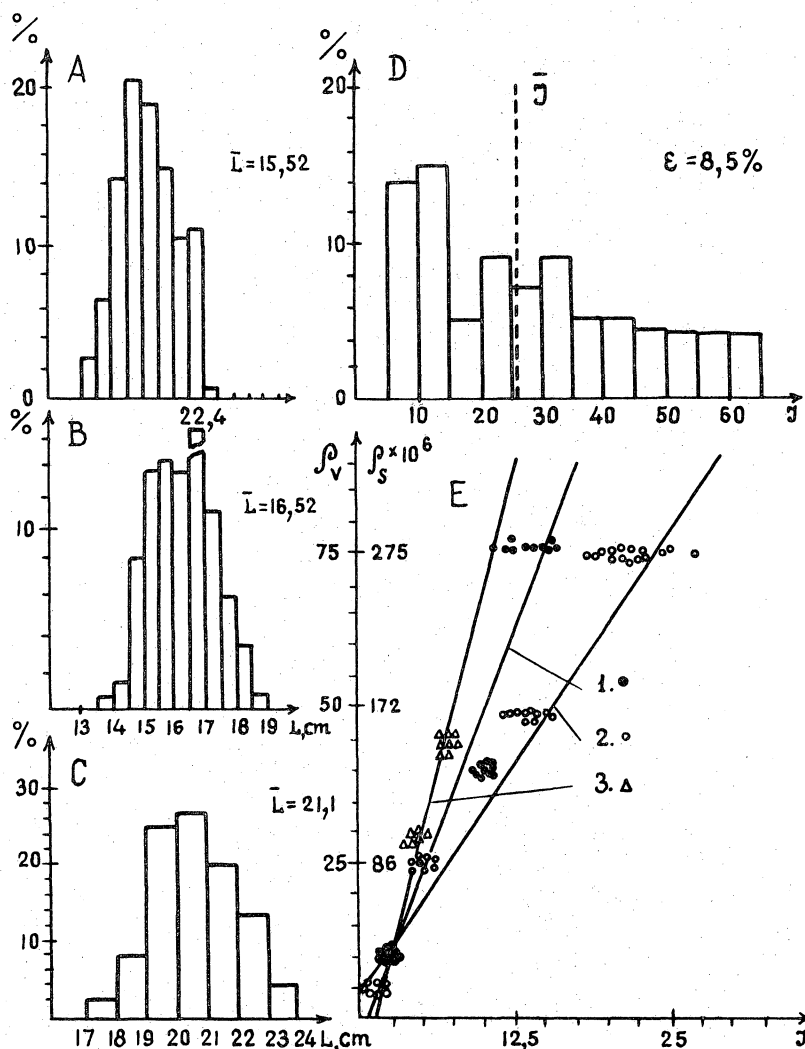 %
A
20
10
0
L̄=15,52
22,4
%
D
20
10
0
J̄
ε=8,5%
10 20 30 40 50 60 J
%
B
10
L̄=16,52
13 14 15 16 17 18 19 L,cm
%
C
30
20
10
L̄=21,1
17 18 19 20 21 22 23 24 L,cm
ρv ρs×10⁶
E
75 275
50 172
25 86
1.
2.
3.
12,5 25 J